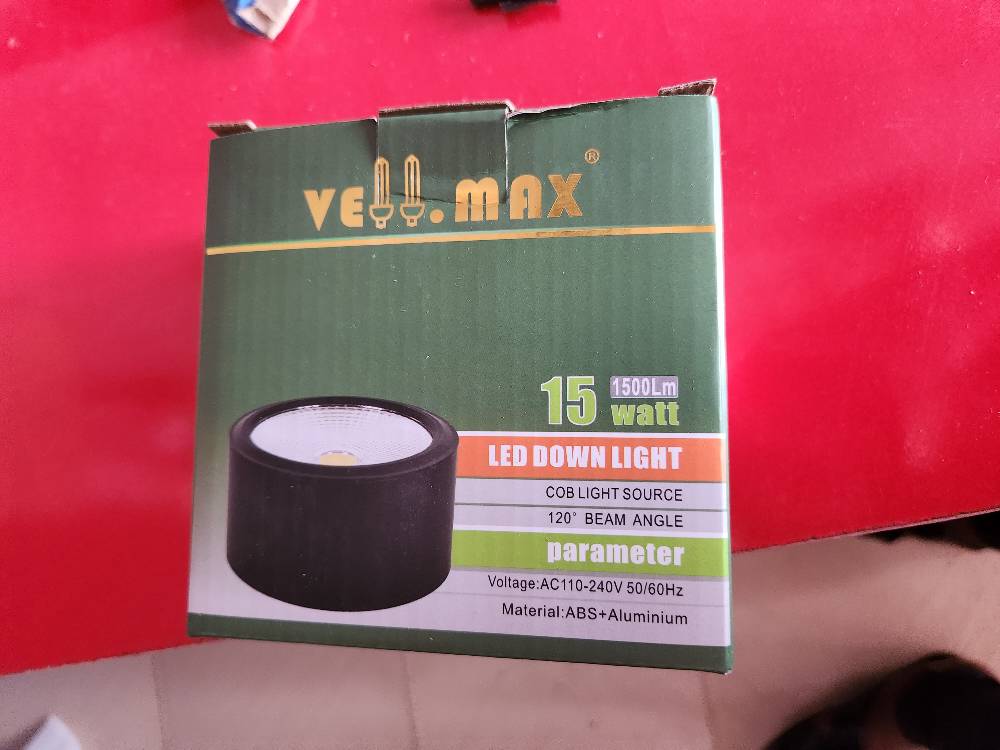 VELL.MAX®
1500Lm
15 watt
LED DOWN LIGHT
COB LIGHT SOURCE
120° BEAM ANGLE
parameter
Voltage:AC110-240V 50/60Hz
Material:ABS+Aluminium